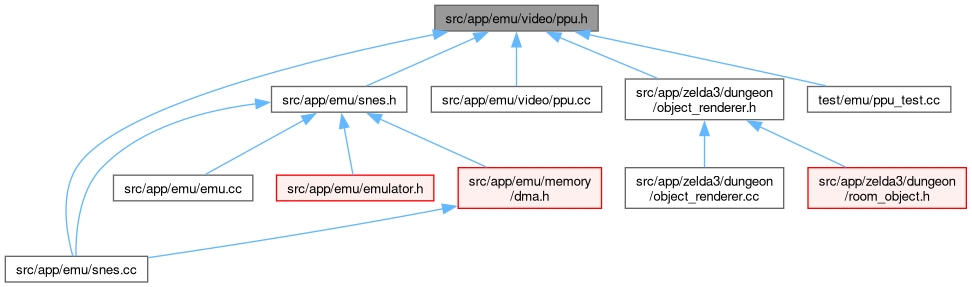 src/app/emu/video/ppu.h
src/app/emu/snes.h
src/app/emu/video/ppu.cc
src/app/zelda3/dungeon
/object_renderer.h
test/emu/ppu_test.cc
src/app/emu/emu.cc
src/app/emu/emulator.h
src/app/emu/memory
/dma.h
src/app/zelda3/dungeon
/object_renderer.cc
src/app/zelda3/dungeon
/room_object.h
src/app/emu/snes.cc